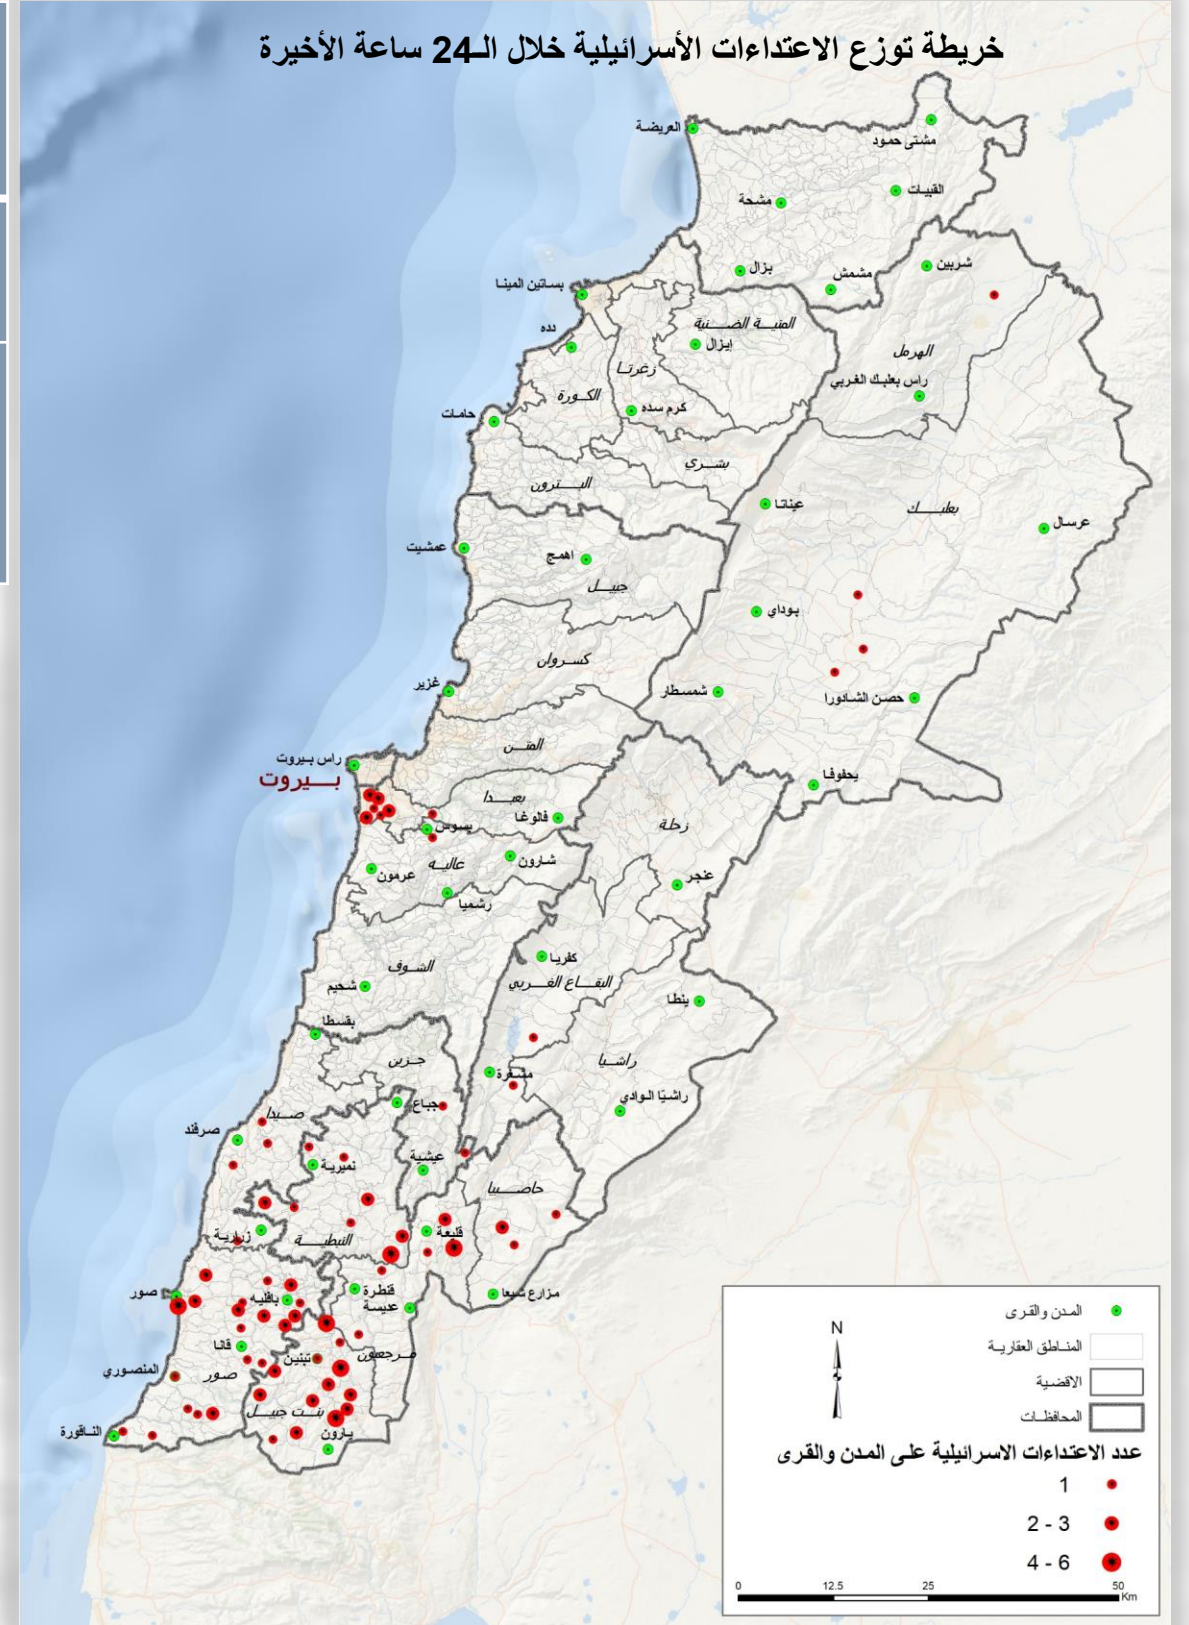 خريطة توزع الاعتداءات الأسرائيلية خلال الـ24 ساعة الأخيرة
العريضة
مشتى حمود
القبيات
مشحة
شربين
بزال
مشمش
بساتين المينا
المنية الضنية
دده
إيزال
الهرمل
زغرتا
راس بعلبك الغربي
الكورة
كرم سده
حامات
بشري
البترون
عيناتا
بعلبك
عرسال
عمشيت
اهمج
جبيل
بوداي
كسروان
غزير
شمسطار
حصن الشادورا
المتن
راس بيروت
بيروت
يحفوفا
بعبدا
فالوغا
بسوس
زحلة
شارون
عاليه
عرمون
عنجر
رشميا
كفريا
الشوف
البقاع الغربي
شحيم
ينطا
بقسطا
جزين
راشيا
مشغرة
راشيا الوادي
جباع
صيدا
صرفند
عيشية
نميرية
حاصبيا
قليعة
زرارية
النبطية
صور
بافليه
قنطرة
عديسة
مزارع شبعا
قانا
تبنين
مرجعيون
المنصوري
صور
بنت جبيل
الناقورة
يارون
N
المدن والقرى
المناطق العقارية
الاقضية
المحافظات
عدد الاعتداءات الاسرائيلية على المدن والقرى
1
2 - 3
4 - 6
0 12.5 25 50
Km